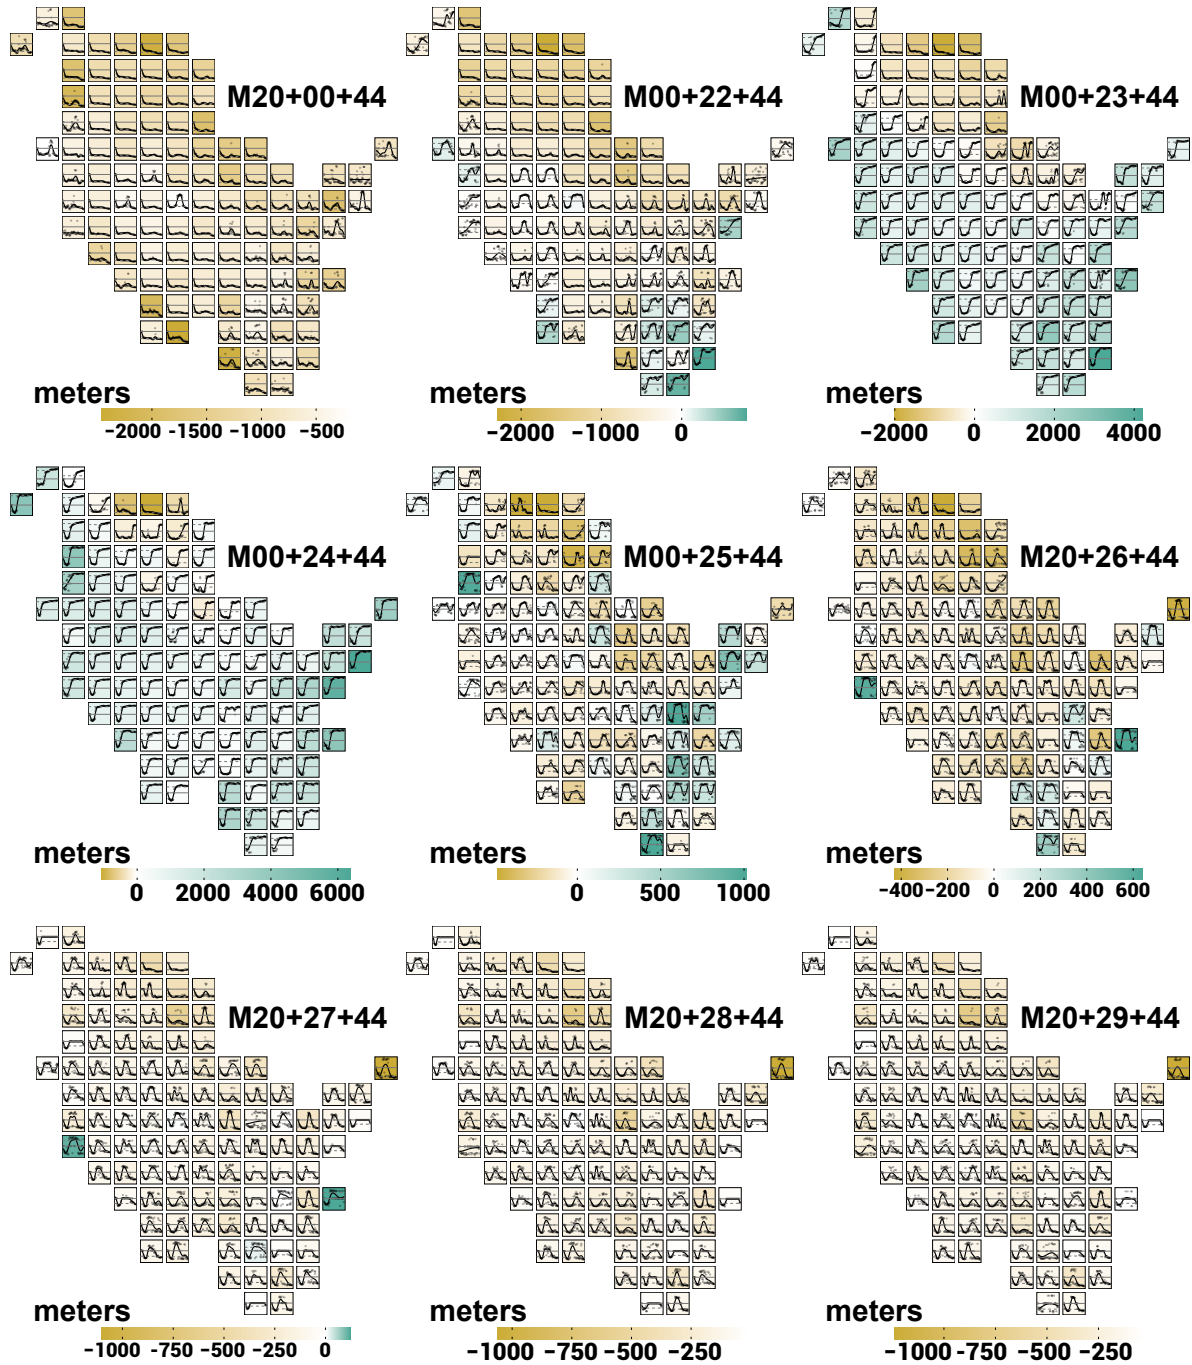 M20+00+44
M00+22+44
M00+23+44
meters
−2000 −1500 −1000 −500
meters
−2000 −1000 0
meters
−2000 0 2000 4000
M00+24+44
M00+25+44
M20+26+44
meters
0 2000 4000 6000
meters
0 500 1000
meters
−400 −200 0 200 400 600
M20+27+44
M20+28+44
M20+29+44
meters
−1000 −750 −500 −250 0
meters
−1000 −750 −500 −250
meters
−1000 −750 −500 −250